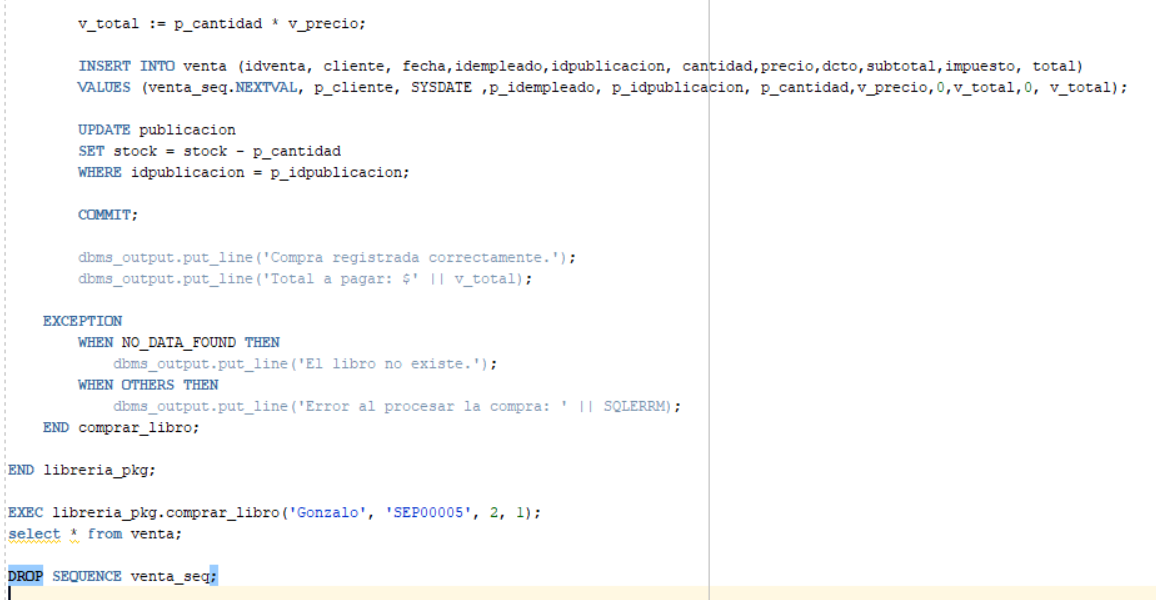 v_total := p_cantidad * v_precio;
INSERT INTO venta (idventa, cliente, fecha,idempleado,idpublicacion, cantidad,precio,dcto,subtotal,impuesto, total)
VALUES (venta_seq.NEXTVAL, p_cliente, SYSDATE ,p_idempleado, p_idpublicacion, p_cantidad,v_precio,0,v_total,0, v_total);
UPDATE publicacion
SET stock = stock - p_cantidad
WHERE idpublicacion = p_idpublicacion;
COMMIT;
dbms_output.put_line('Compra registrada correctamente.');
dbms_output.put_line('Total a pagar: $' || v_total);
EXCEPTION
WHEN NO_DATA_FOUND THEN
dbms_output.put_line('El libro no existe.');
WHEN OTHERS THEN
dbms_output.put_line('Error al procesar la compra: ' || SQLERRM);
END comprar_libro;
END libreria_pkg;
EXEC libreria_pkg.comprar_libro('Gonzalo', 'SEP00005', 2, 1);
select * from venta;
DROP SEQUENCE venta_seq;